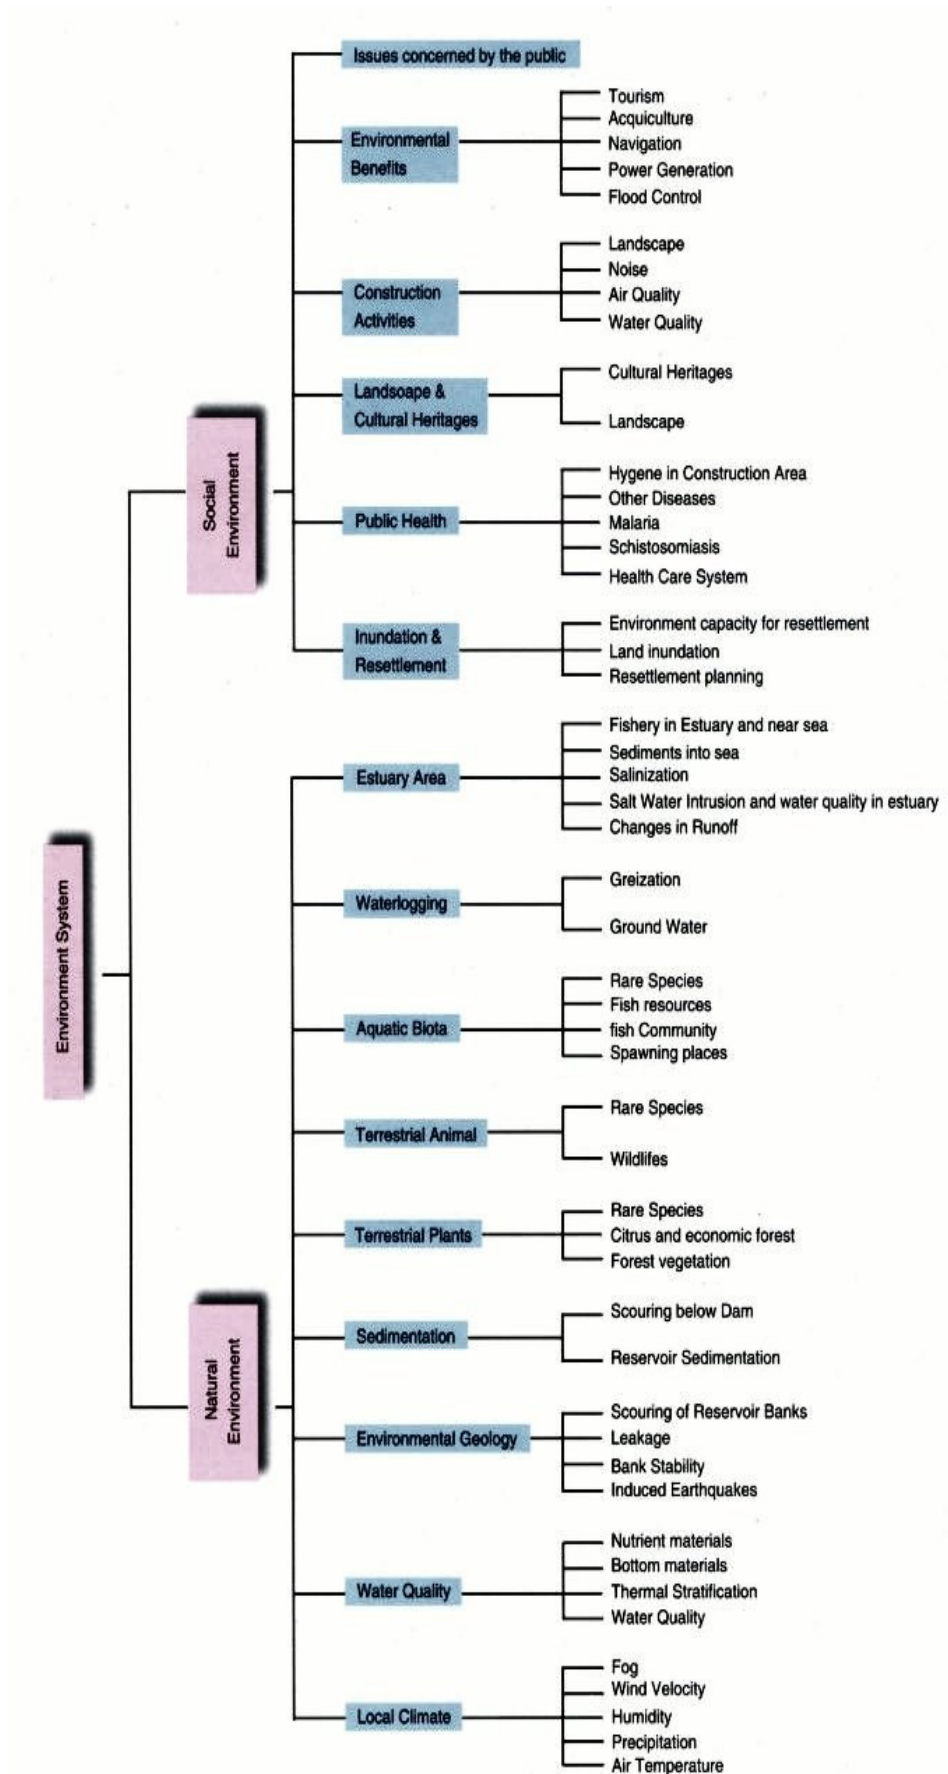 Issues concerned by the public
Environmental
Benefits
Tourism
Acquiculture
Navigation
Power Generation
Flood Control
Construction
Activities
Landscape
Noise
Air Quality
Water Quality
Landsoape &
Cultural Heritages
Cultural Heritages
Landscape
Public Health
Hygene in Construction Area
Other Diseases
Malaria
Schistosomiasis
Health Care System
Inundation &
Resettlement
Environment capacity for resettlement
Land inundation
Resettlement planning
Social
Environment
Estuary Area
Fishery in Estuary and near sea
Sediments into sea
Salinization
Salt Water Intrusion and water quality in estuary
Changes in Runoff
Waterlogging
Greization
Ground Water
Environment System
Aquatic Biota
Rare Species
Fish resources
fish Community
Spawning places
Terrestrial Animal
Rare Species
Wildlifes
Terrestrial Plants
Rare Species
Citrus and economic forest
Forest vegetation
Sedimentation
Scouring below Dam
Reservoir Sedimentation
Natural
Environment
Environmental Geology
Scouring of Reservoir Banks
Leakage
Bank Stability
Induced Earthquakes
Water Quality
Nutrient materials
Bottom materials
Thermal Stratification
Water Quality
Local Climate
Fog
Wind Velocity
Humidity
Precipitation
Air Temperature